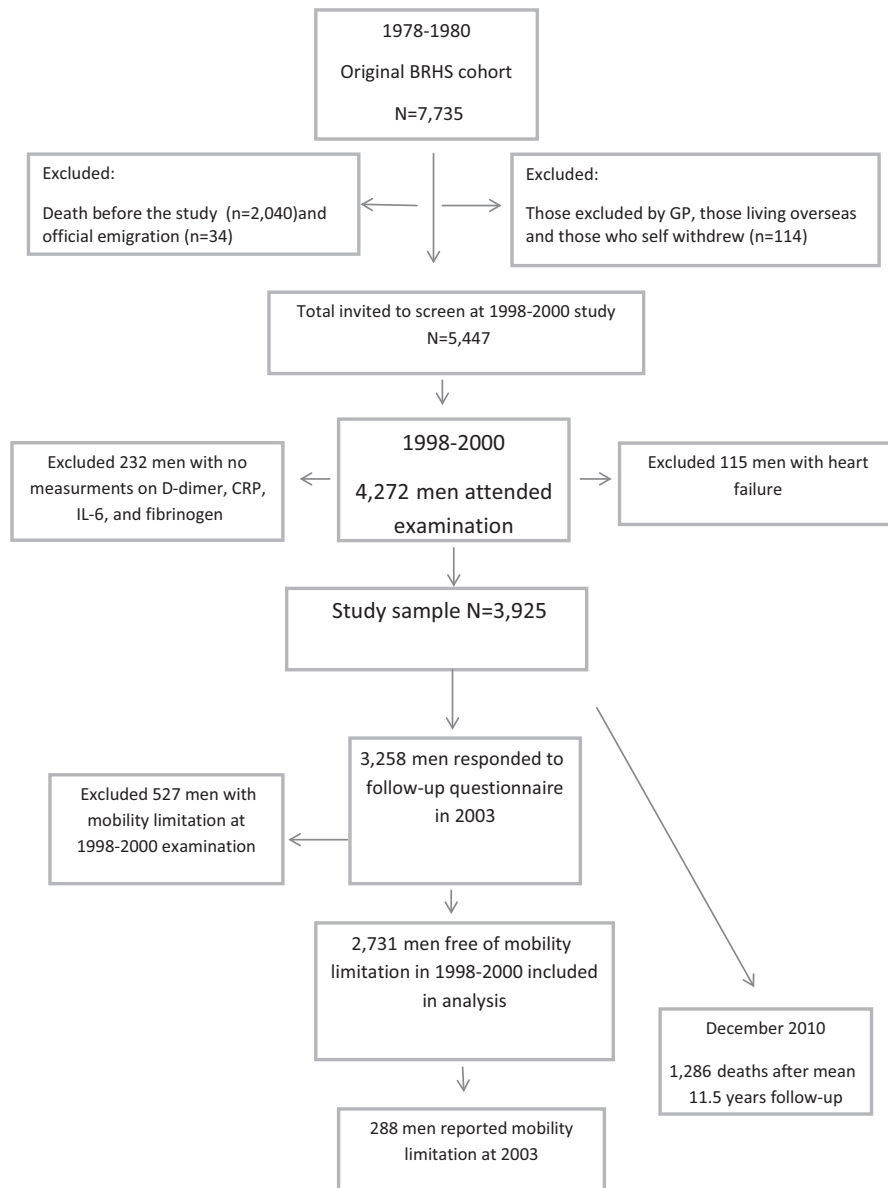 1978-1980
Original BRHS cohort
N=7,735
Excluded:
Death before the study (n=2,040)and
official emigration (n=34)
Excluded:
Those excluded by GP, those living overseas
and those who self withdrew (n=114)
Total invited to screen at 1998-2000 study
N=5,447
1998-2000
4,272 men attended
examination
Excluded 232 men with no
measurments on D-dimer, CRP,
IL-6, and fibrinogen
Excluded 115 men with heart
failure
Study sample N=3,925
3,258 men responded to
follow-up questionnaire
in 2003
Excluded 527 men with
mobility limitation at
1998-2000 examination
2,731 men free of mobility
limitation in 1998-2000 included
in analysis
December 2010
1,286 deaths after mean
11.5 years follow-up
288 men reported mobility
limitation at 2003